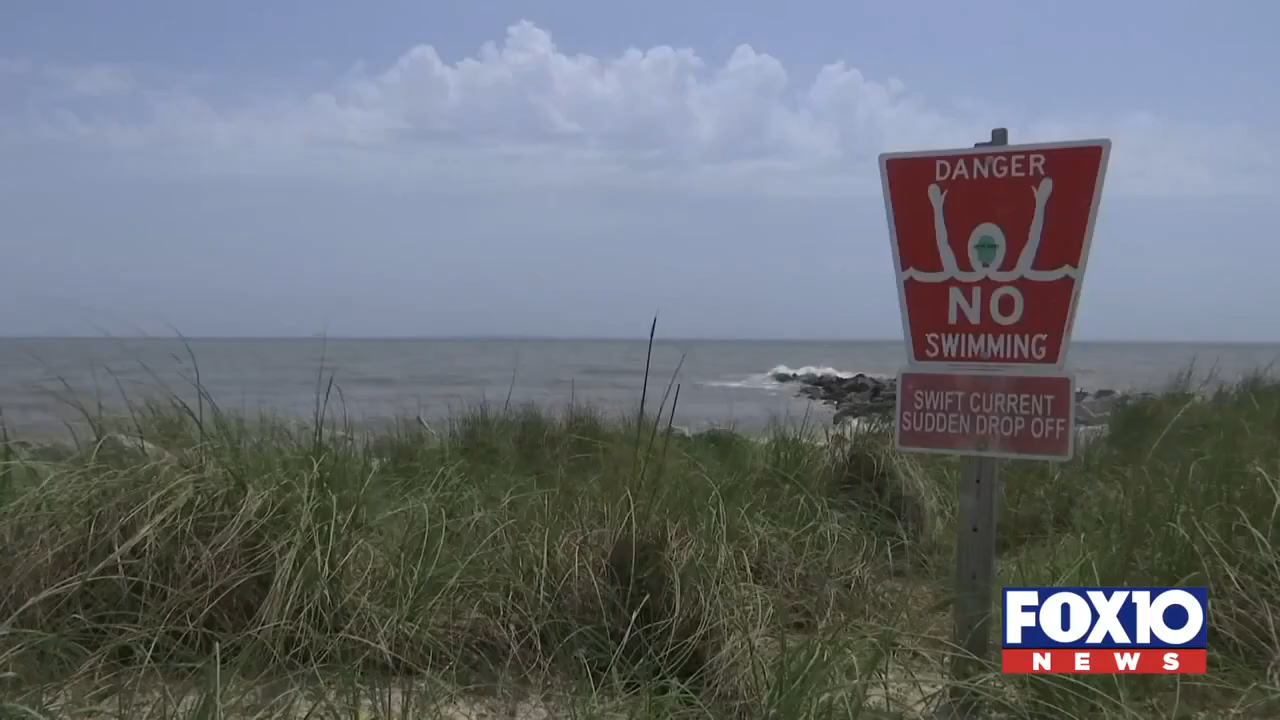 DANGER
NO
SWIMMING
SWIFT CURRENT
SUDDEN DROP OFF
FOX10
NEWS